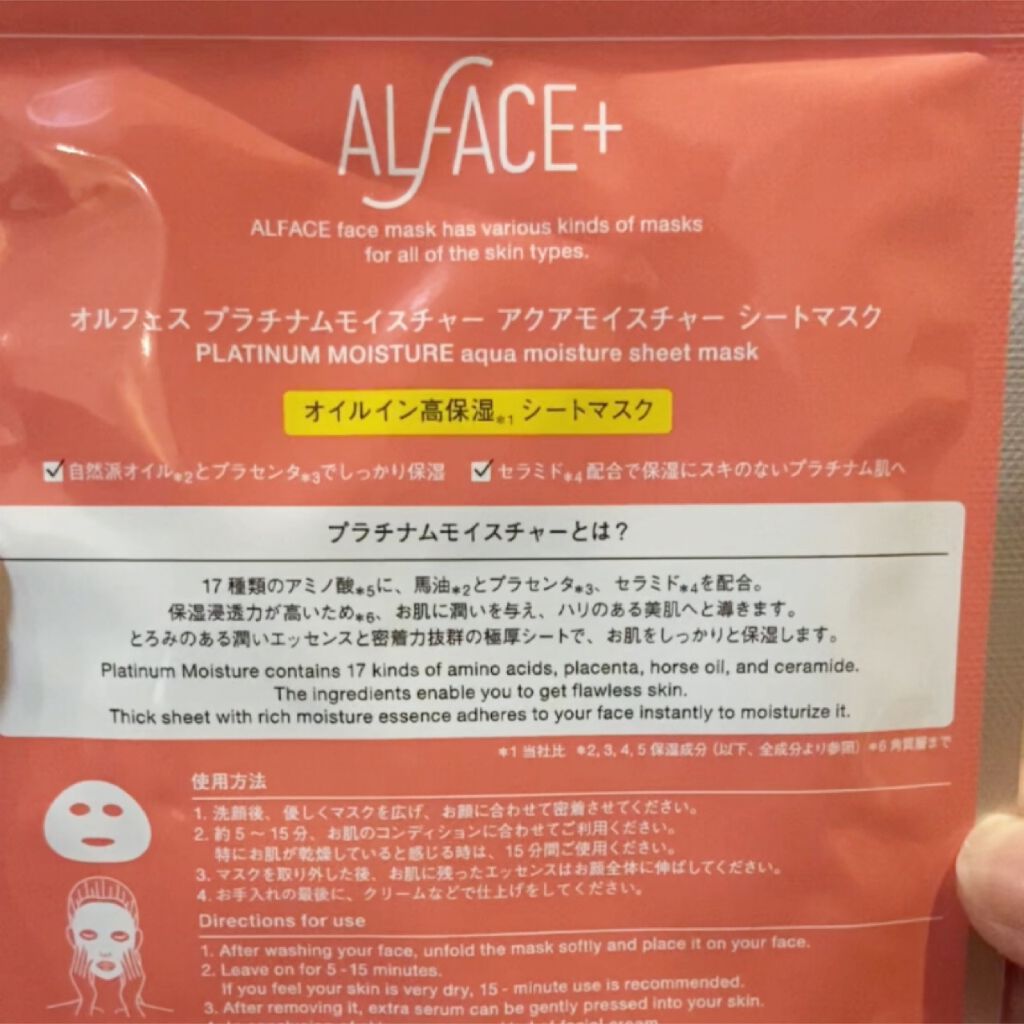 ALFACE+
ALFACE face mask has various kinds of masks
for all of the skin types.
オルフェス プラチナムモイスチャー アクアモイスチャー シートマスク
PLATINUM MOISTURE aqua moisture sheet mask
オイルイン高保湿*1 シートマスク
自然派オイル*2とプラセンタ*3でしっかり保湿 セラミド*4配合で保湿にスキのないプラチナム肌へ
プラチナムモイスチャーとは?
17種類のアミノ酸*5に、馬油*2とプラセンタ*3、セラミド*4を配合。
保湿浸透力が高いため*6、お肌に潤いを与え、ハリのある美肌へと導きます。
とろみのある潤いエッセンスと密着力抜群の極厚シートで、お肌をしっかりと保湿します。
Platinum Moisture contains 17 kinds of amino acids, placenta, horse oil, and ceramide.
The ingredients enable you to get flawless skin.
Thick sheet with rich moisture essence adheres to your face instantly to moisturize it.
*1 当社比 *2, 3, 4, 5 保湿成分(以下、全成分より参照) *6 角質層まで
使用方法
1. 洗顔後、優しくマスクを広げ、お顔に合わせて密着させてください。
2. 約5～15分、お肌のコンディションに合わせてご利用ください。
特にお肌が乾燥していると感じる時は、15分間ご使用ください。
3. マスクを取り外した後、お肌に残ったエッセンスはお顔全体に伸ばしてください。
4. お手入れの最後に、クリームなどで仕上げをしてください。
Directions for use
1. After washing your face, unfold the mask softly and place it on your face.
2. Leave on for 5 - 15 minutes.
If you feel your skin is very dry, 15 - minute use is recommended.
3. After removing it, extra serum can be gently pressed into your skin.